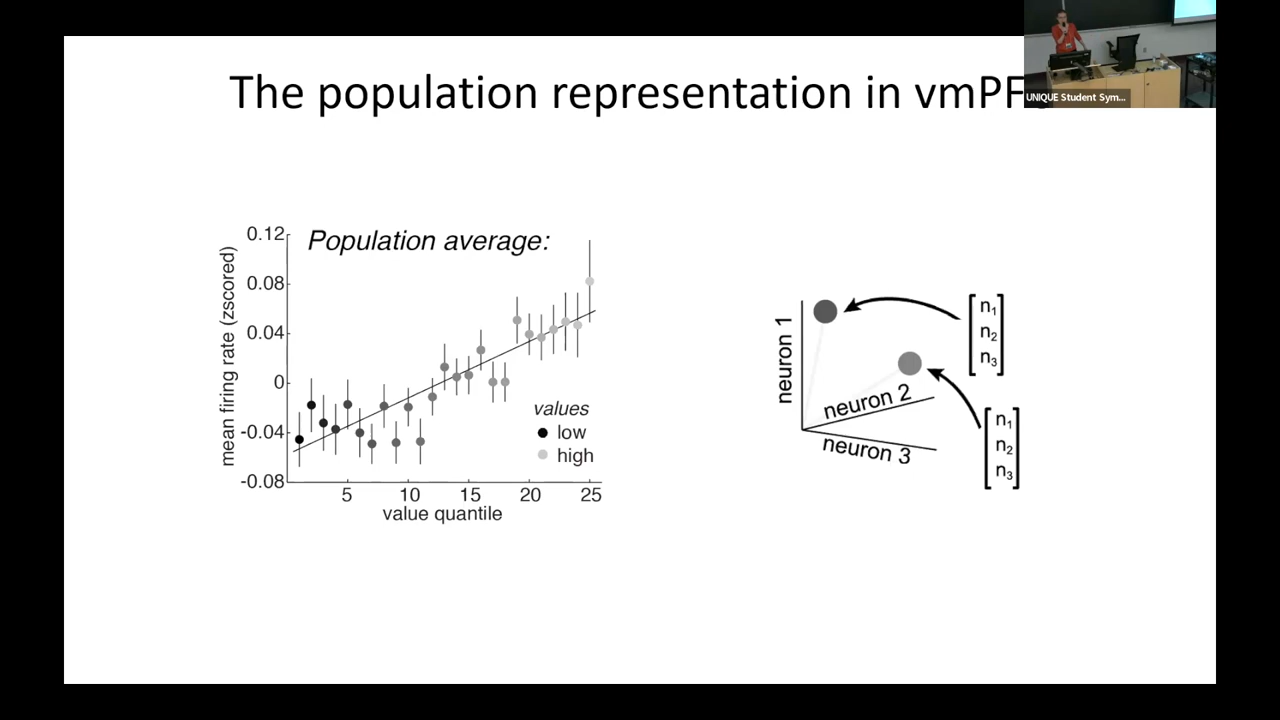 The population representation in vmPF
UNIQUE Student Sym...
Population average:
mean firing rate (zscored)
0.12
0.08
0.04
0
-0.04
-0.08
values
low
high
5 10 15 20 25
value quantile
neuron 1
neuron 2
neuron 3
n1
n2
n3
n1
n2
n3